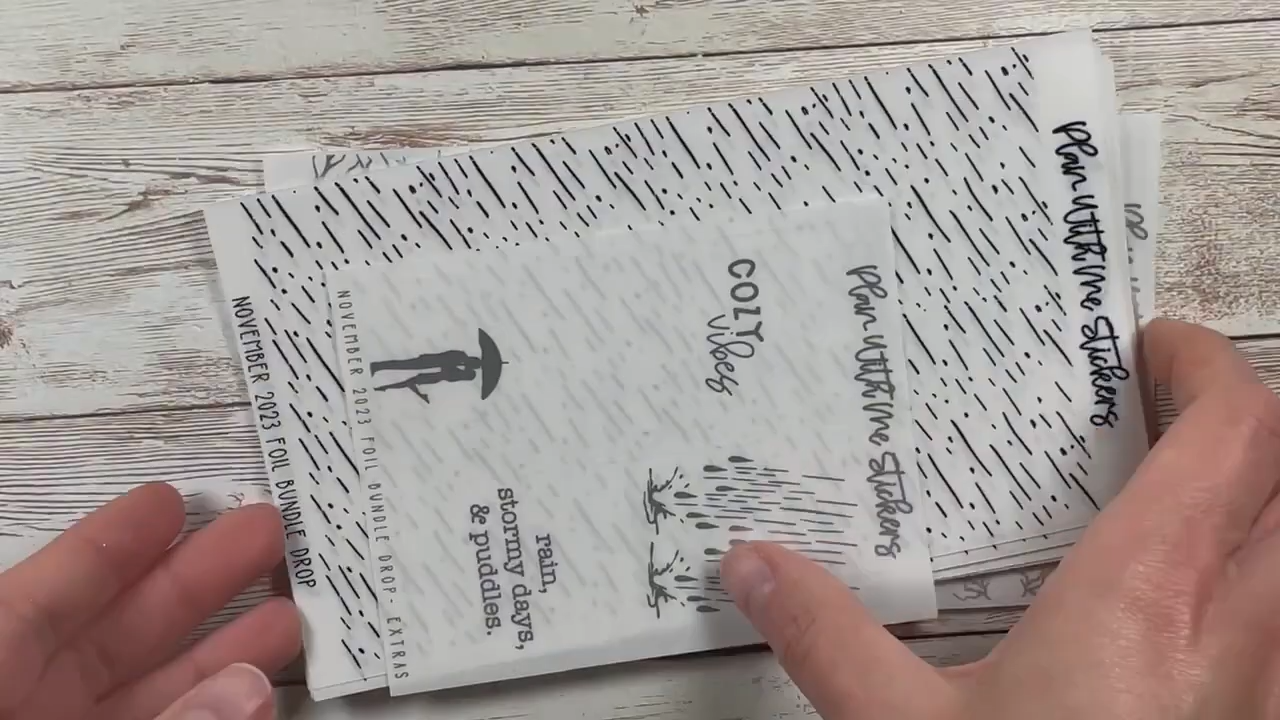 plan with me stickers
NOVEMBER 2023 FOIL BUNDLE DROP
plan with me stickers
COZY
vibes
rain,
stormy days,
& puddles.
NOVEMBER 2023 FOIL BUNDLE DROP - EXTRAS